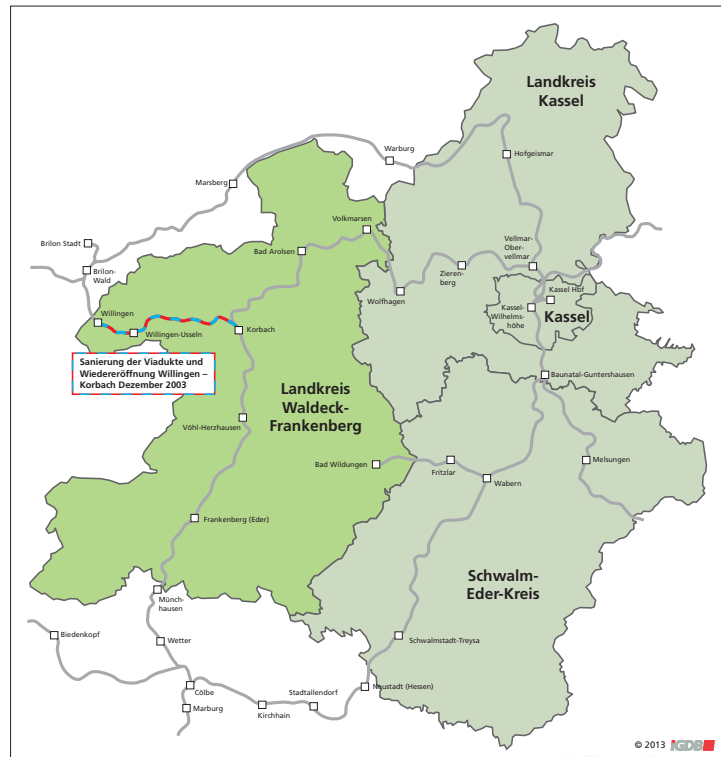 Landkreis
Kassel
Warburg
Hofgeismar
Marsberg
Volkmarsen
Brilon Stadt
Bad Arolsen
Vellmar-
Ober-
vellmar
Brilon-
Wald
Zieren-
berg
Wolfhagen
Kassel Hbf
Willingen
Kassel-
Wilhelms-
höhe
Kassel
Willingen-Usseln
Korbach
Sanierung der Viadukte und
Wiedereröffnung Willingen –
Korbach Dezember 2003
Baunatal-Guntershausen
Landkreis
Waldeck-
Frankenberg
Vöhl-Herzhausen
Bad Wildungen
Fritzlar
Melsungen
Wabern
Frankenberg (Eder)
Schwalm-
Eder-Kreis
Münch-
hausen
Biedenkopf
Wetter
Schwalmstadt-Treysa
Cölbe
Stadtallendorf
Neustadt (Hessen)
Marburg
Kirchhain
© 2013 iGDB